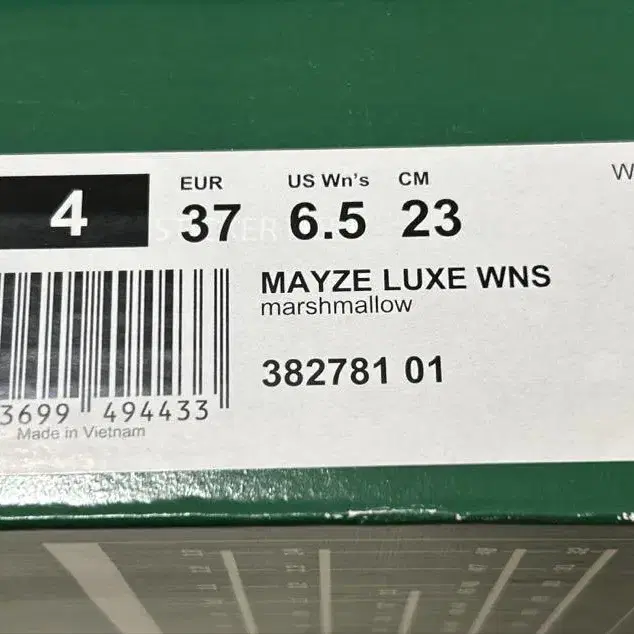 EUR US Wn's CM W
4 37 6.5 23
MAYZE LUXE WNS
marshmallow
382781 01
3699 494433
Made in Vietnam